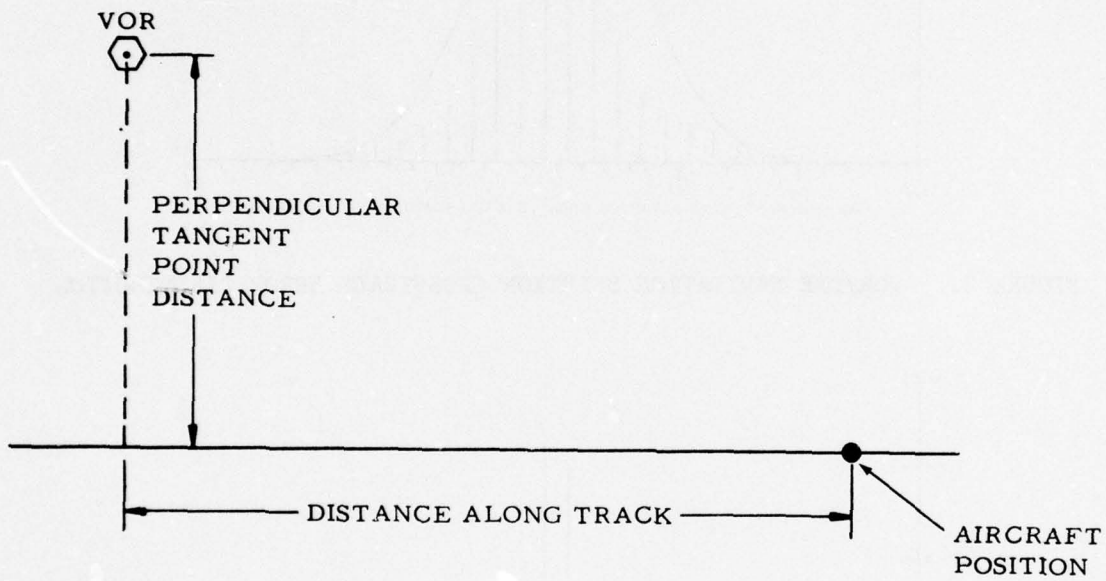 VOR
PERPENDICULAR
TANGENT
POINT
DISTANCE
DISTANCE ALONG TRACK
AIRCRAFT
POSITION